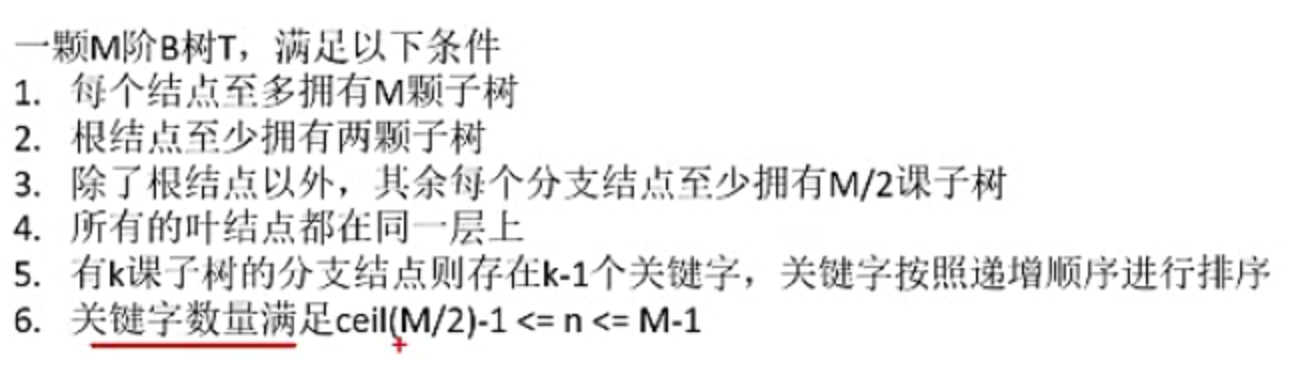 一颗M阶B树T，满足以下条件
1. 每个结点至多拥有M颗子树
2. 根结点至少拥有两颗子树
3. 除了根结点以外，其余每个分支结点至少拥有M/2课子树
4. 所有的叶结点都在同一层上
5. 有k课子树的分支结点则存在k-1个关键字，关键字按照递增顺序进行排序
6. 关键字数量满足ceil(M/2)-1 <= n <= M-1